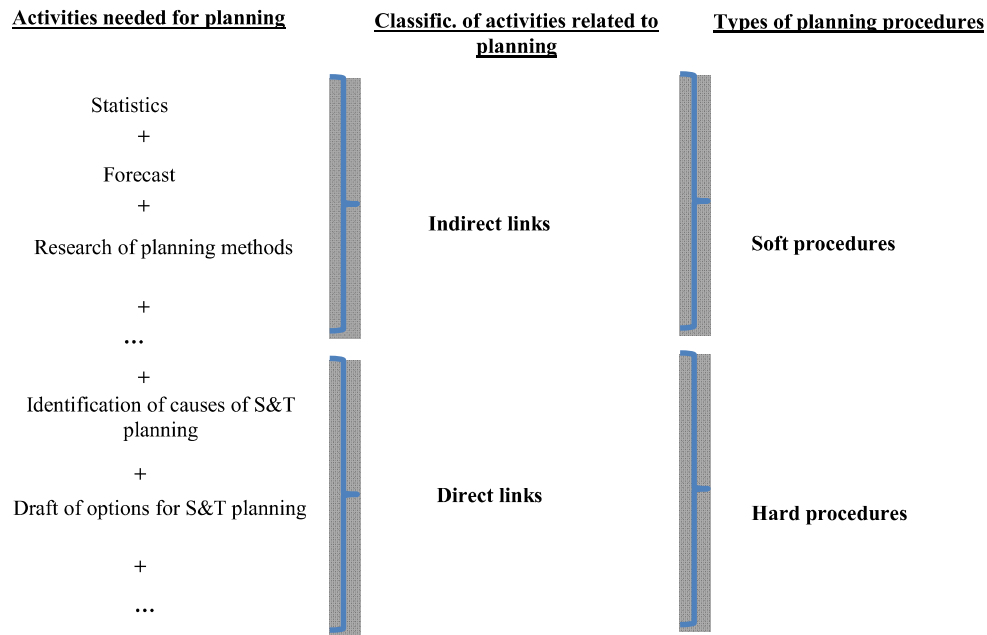 Activities needed for planning
Classific. of activities related to
planning
Types of planning procedures
Statistics
+
Forecast
+
Research of planning methods
+
...
+
Identification of causes of S&T
planning
+
Draft of options for S&T planning
+
...
Indirect links
Direct links
Soft procedures
Hard procedures